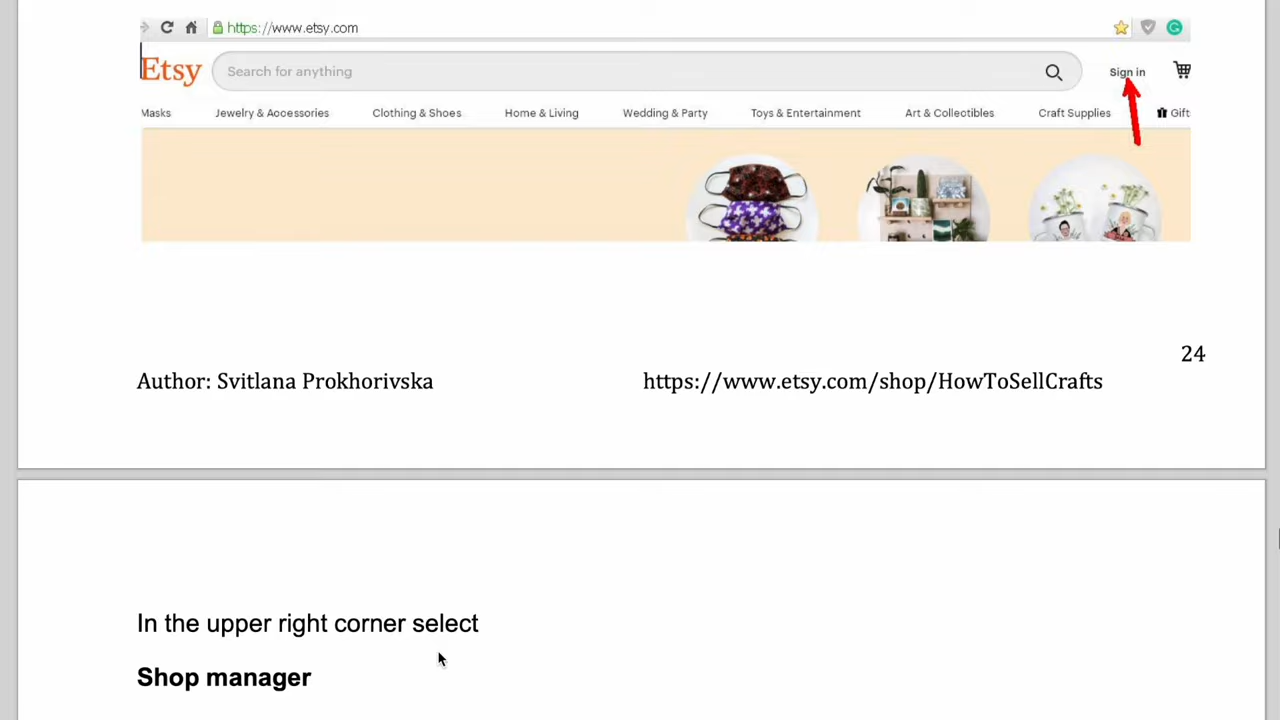 https://www.etsy.com
Etsy Search for anything Sign in
Masks Jewelry & Accessories Clothing & Shoes Home & Living Wedding & Party Toys & Entertainment Art & Collectibles Craft Supplies Gift
24
Author: Svitlana Prokhorivska https://www.etsy.com/shop/HowToSellCrafts
In the upper right corner select
Shop manager